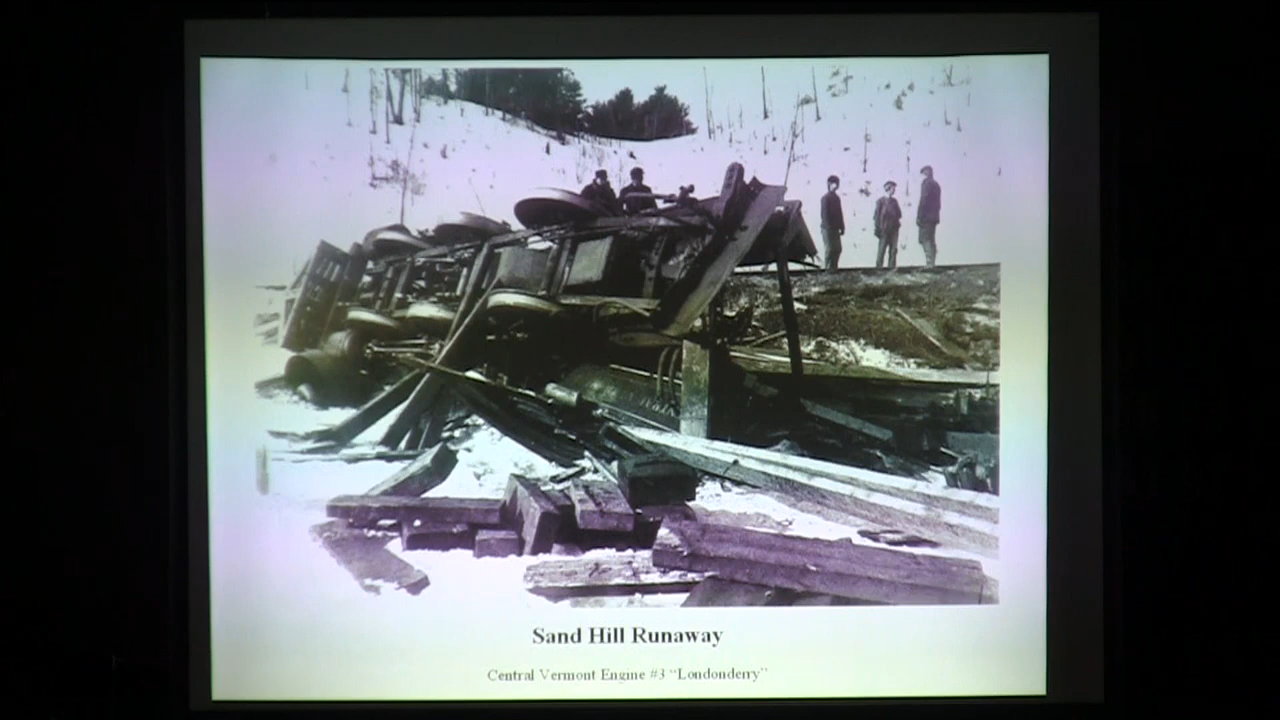 Sand Hill Runaway
Central Vermont Engine #3 “Londonderry”